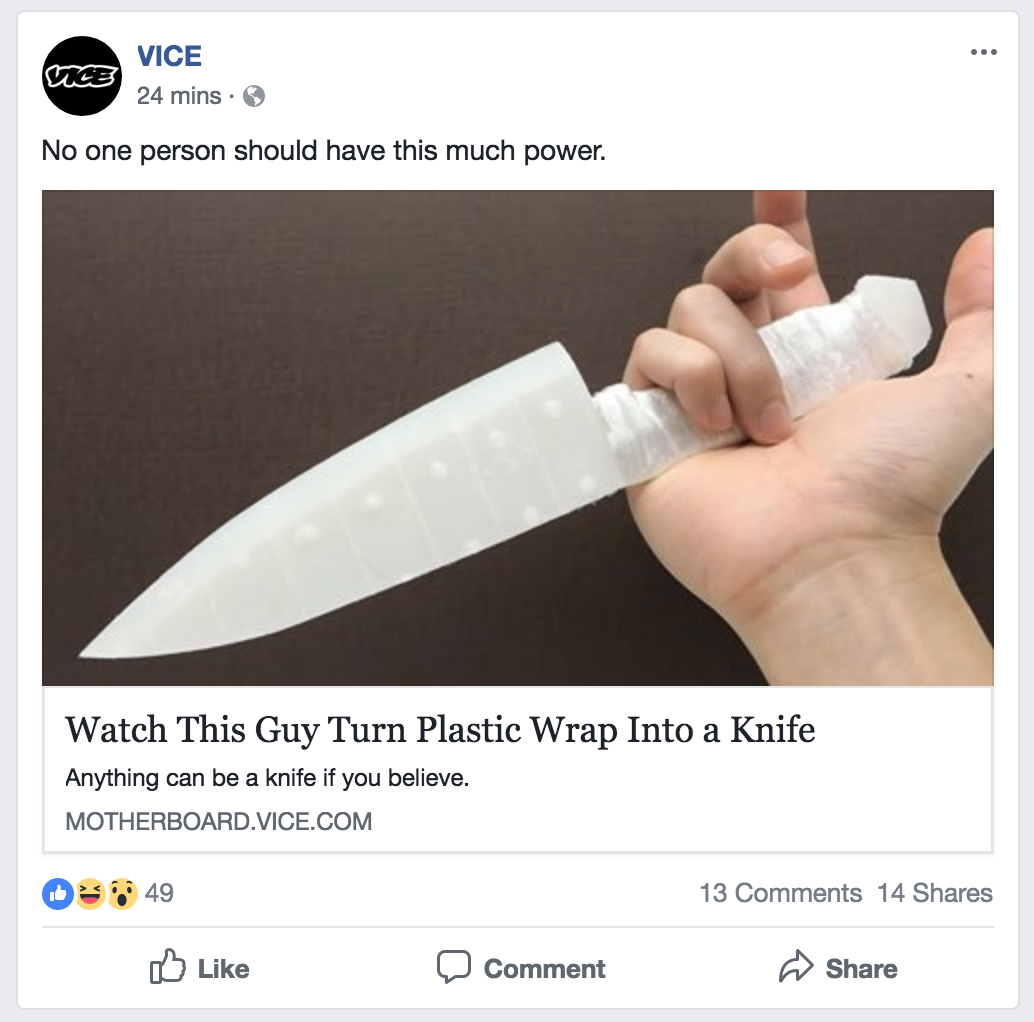 VICE
VICE
24 mins ·
No one person should have this much power.
Watch This Guy Turn Plastic Wrap Into a Knife
Anything can be a knife if you believe.
MOTHERBOARD.VICE.COM
49 13 Comments 14 Shares
Like Comment Share